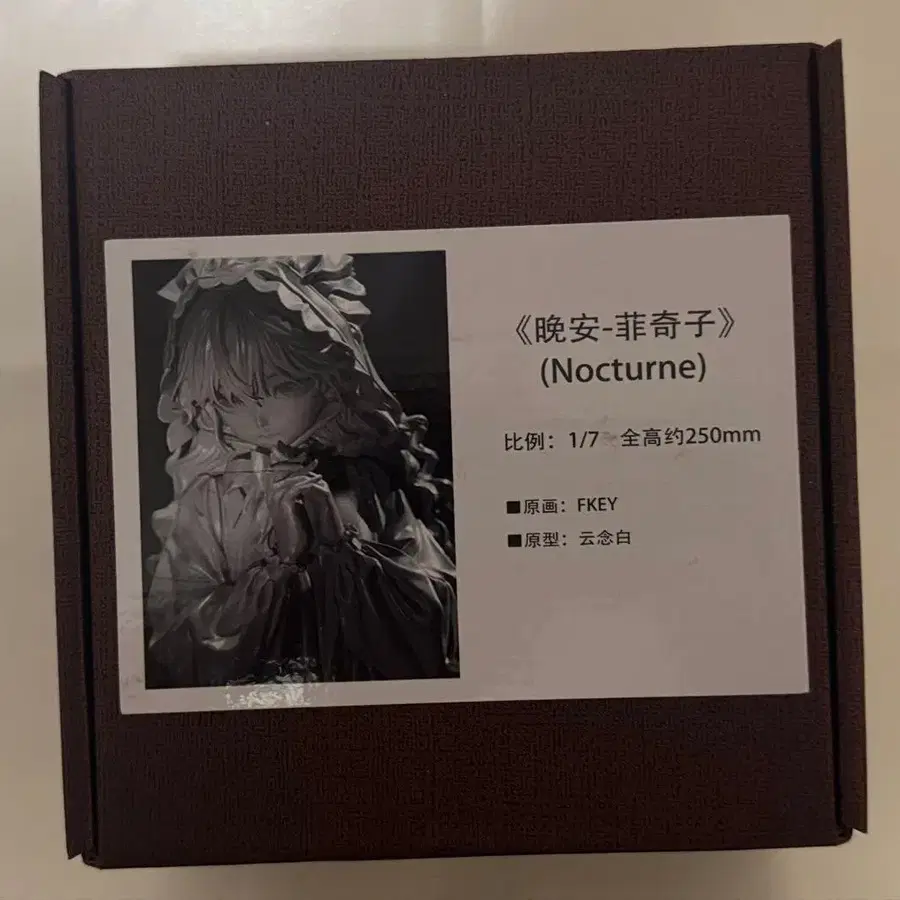 《晚安-菲奇子》
(Nocturne)
比例：1/7 全高约250mm
■原画：FKEY
■原型：云念白